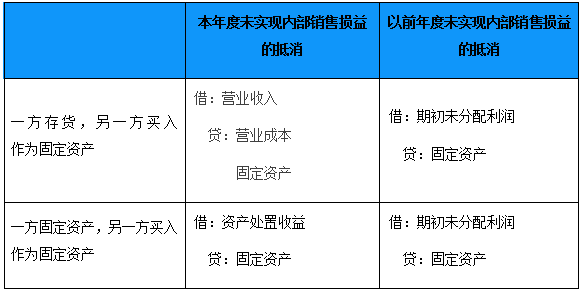 本年度未实现内部销售损益
的抵消
以前年度未实现内部销售损益
的抵消
一方存货，另一方买入
作为固定资产
借：营业收入
贷：营业成本
固定资产
借：期初未分配利润
贷：固定资产
一方固定资产，另一方买入
作为固定资产
借：资产处置收益
贷：固定资产
借：期初未分配利润
贷：固定资产